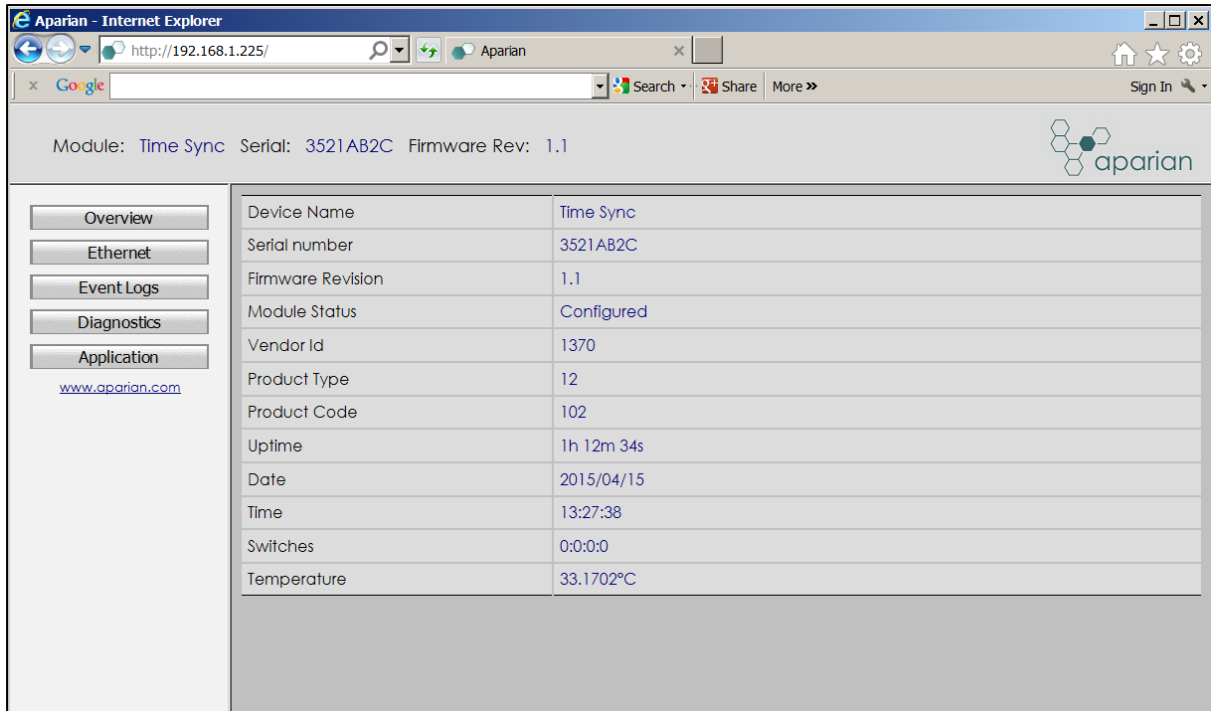 Aparian - Internet Explorer
http://192.168.1.225/
Aparian
x Google Search Share More » Sign In
Module: Time Sync Serial: 3521AB2C Firmware Rev: 1.1
aparian
Overview
Ethernet
Event Logs
Diagnostics
Application
www.aparian.com
Device Name Time Sync
Serial number 3521AB2C
Firmware Revision 1.1
Module Status Configured
Vendor Id 1370
Product Type 12
Product Code 102
Uptime 1h 12m 34s
Date 2015/04/15
Time 13:27:38
Switches 0:0:0:0
Temperature 33.1702°C